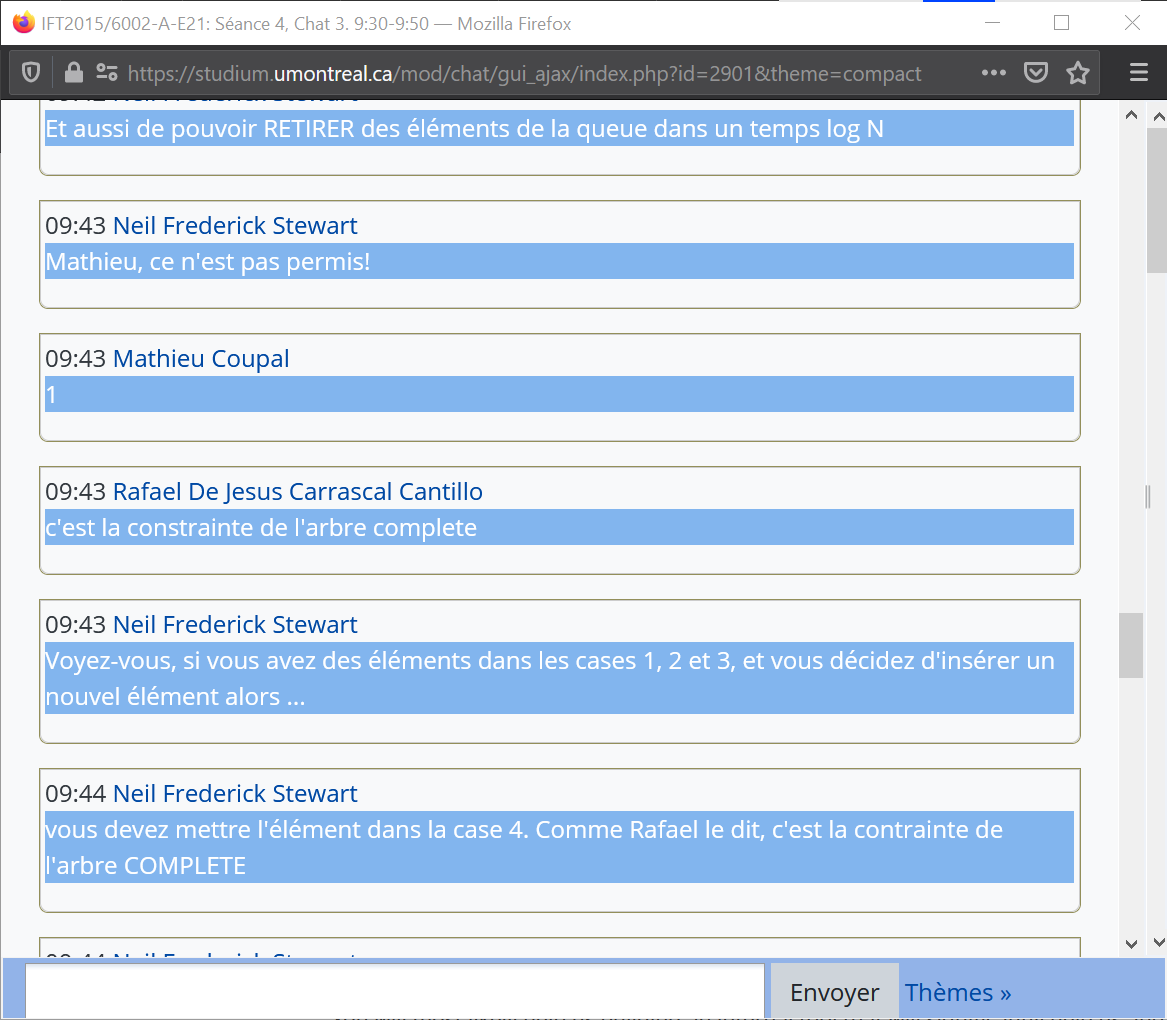 IFT2015/6002-A-E21: Séance 4, Chat 3. 9:30-9:50 — Mozilla Firefox
https://studium.umontreal.ca/mod/chat/gui_ajax/index.php?id=2901&theme=compact
Et aussi de pouvoir RETIRER des éléments de la queue dans un temps log N
09:43 Neil Frederick Stewart
Mathieu, ce n'est pas permis!
09:43 Mathieu Coupal
1
09:43 Rafael De Jesus Carrascal Cantillo
c'est la constrainte de l'arbre complete
09:43 Neil Frederick Stewart
Voyez-vous, si vous avez des éléments dans les cases 1, 2 et 3, et vous décidez d'insérer un
nouvel élément alors ...
09:44 Neil Frederick Stewart
vous devez mettre l'élément dans la case 4. Comme Rafael le dit, c'est la contrainte de
l'arbre COMPLETE
09:44 Neil Frederick Stewart
Envoyer Thèmes »